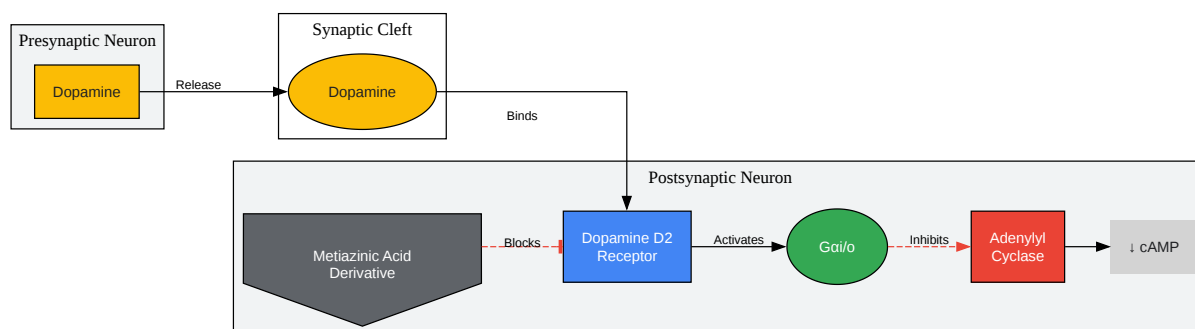 Presynaptic Neuron
Dopamine
Release
Synaptic Cleft
Dopamine
Binds
Postsynaptic Neuron
Metiazinic Acid
Derivative
Blocks
Dopamine D2
Receptor
Activates
Gαi/o
Inhibits
Adenylyl
Cyclase
↓ cAMP